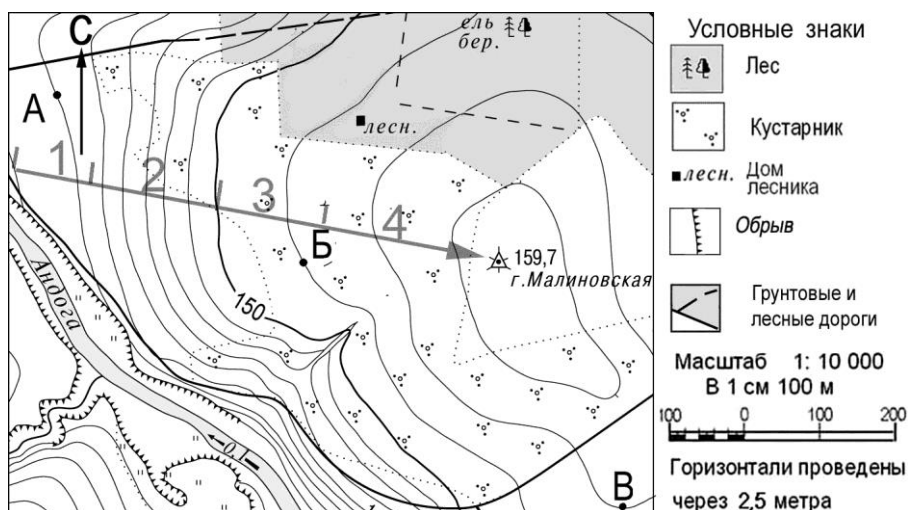 С
ель
бер.
А
лесн.
1
2
3
4
Б
159,7
г.Малиновская
150
Андога
0,1
В
Условные знаки
Лес
Кустарник
лесн. Дом
лесника
Обрыв
Грунтовые и
лесные дороги
Масштаб 1: 10 000
В 1 см 100 м
100 0 100 200
Горизонтали проведены
через 2,5 метра